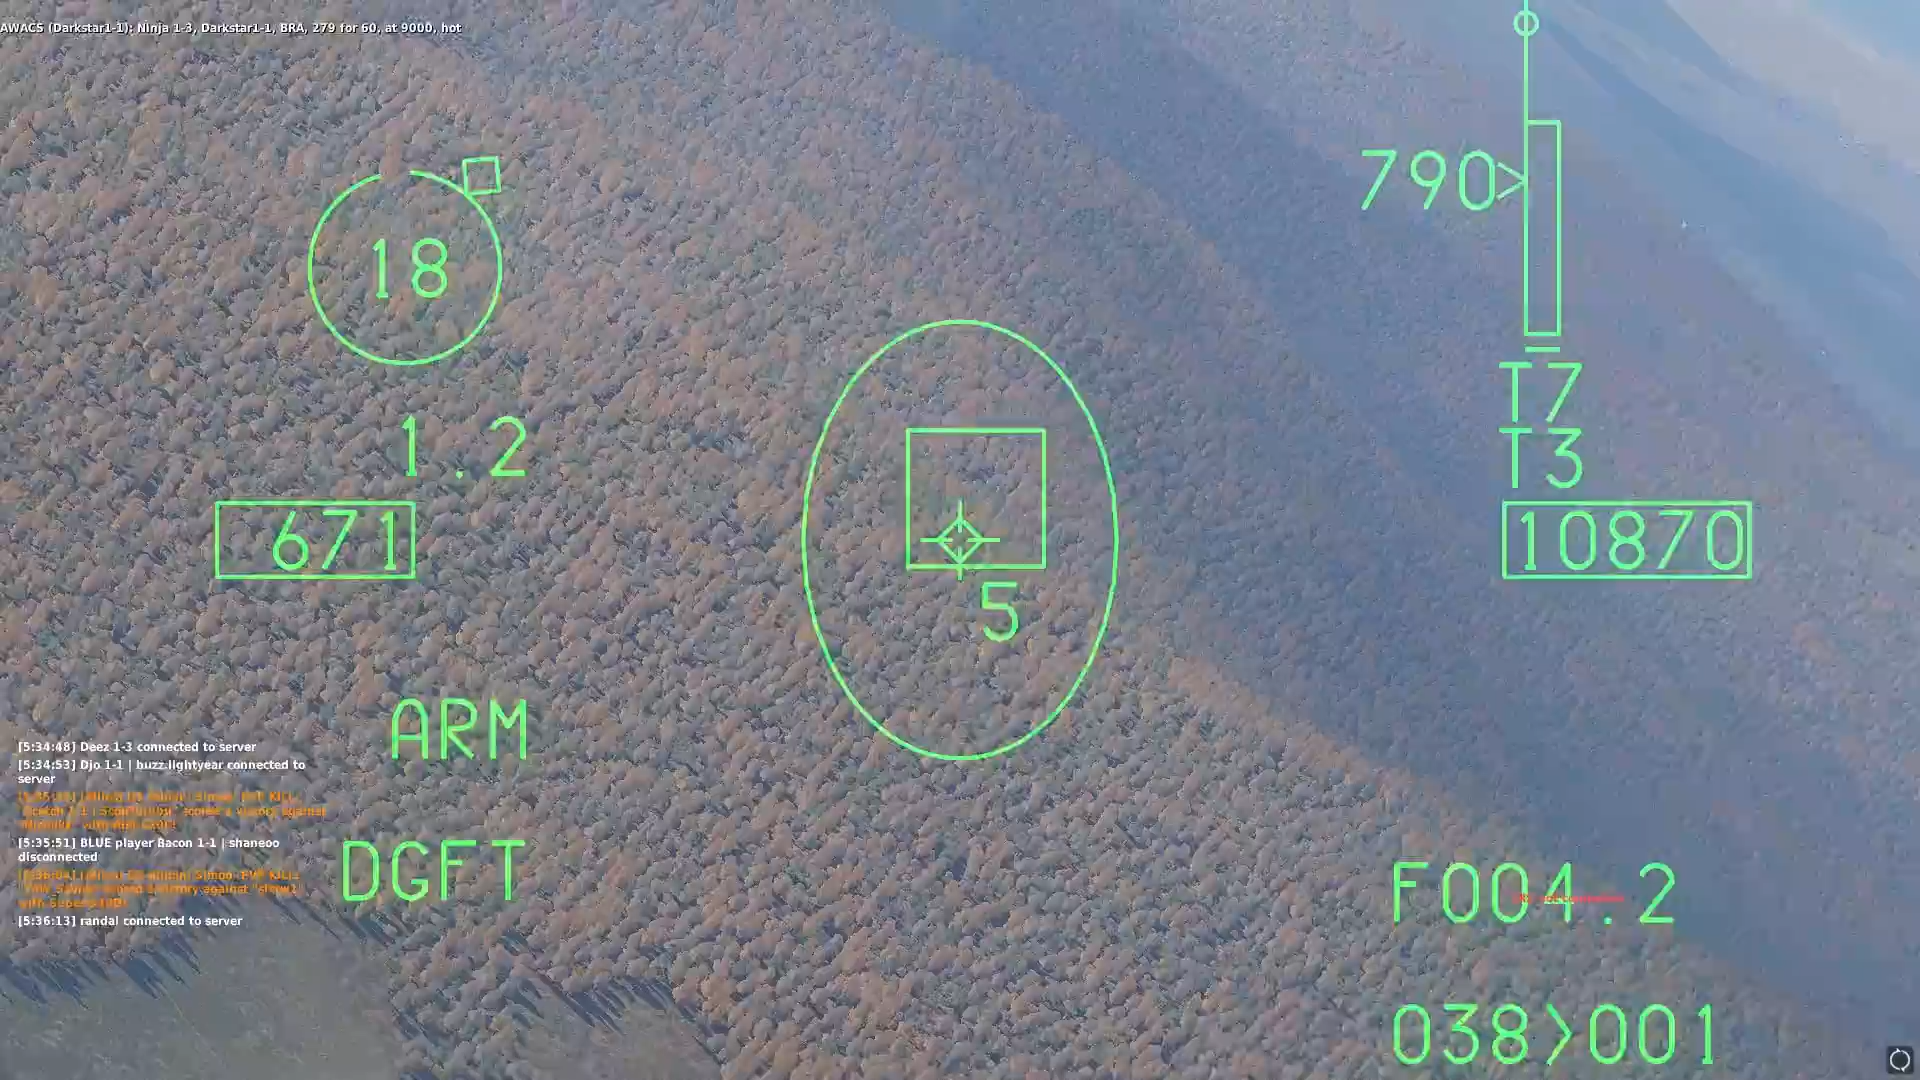 AWACS (Darkstar1-1): Ninja 1-3, Darkstar1-1, BRA, 279 for 60, at 9000, hot
790
18
1.2
T7
T3
671
10870
5
ARM
[5:34:48] Deez 1-3 connected to server
[5:34:53] Djo 1-1 | buzz.lightyear connected to
server
[5:35:51] BLUE player Bacon 1-1 | shaneoo
disconnected
DGFT
F004.2
[5:36:13] randal connected to server
038>001